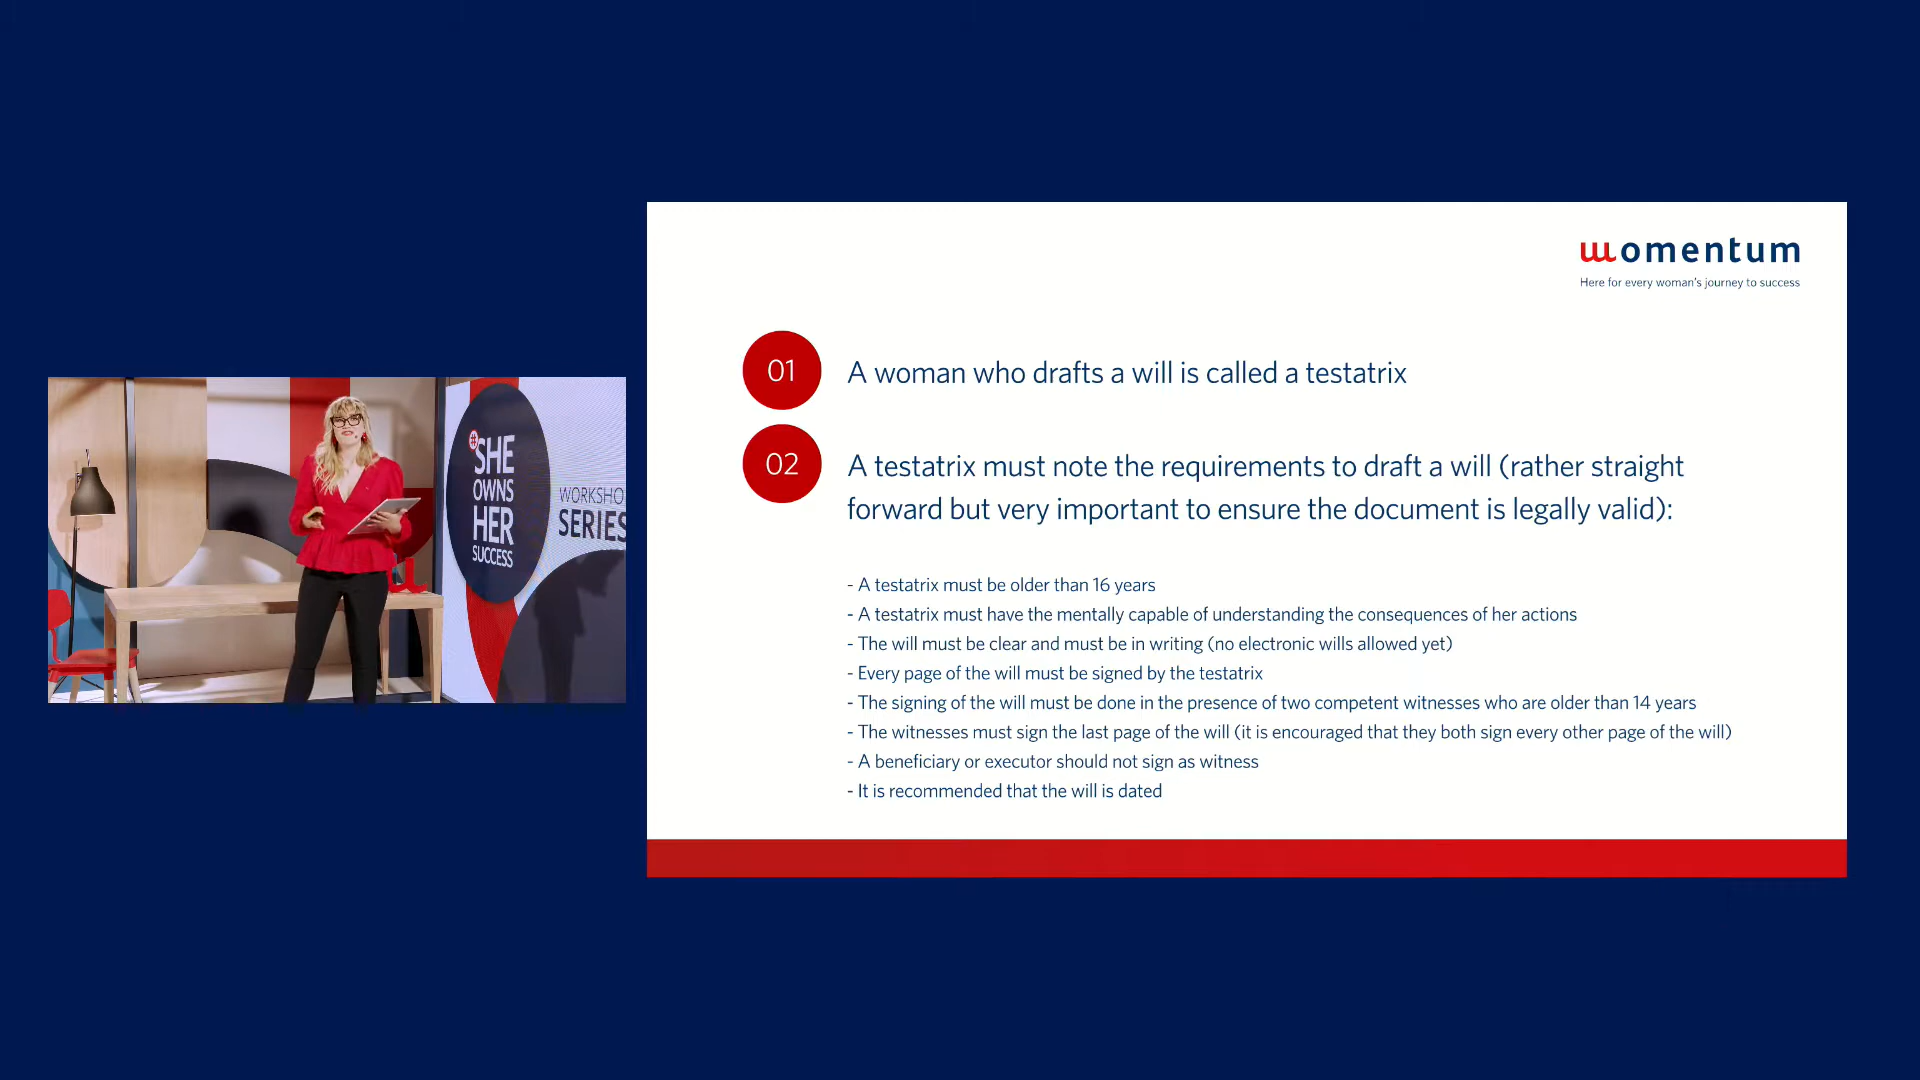 #SHE
OWNS
HER
SUCCESS
WORKSHO
SERIES
womentum
Here for every woman's journey to success
01 A woman who drafts a will is called a testatrix
02 A testatrix must note the requirements to draft a will (rather straight
forward but very important to ensure the document is legally valid):
- A testatrix must be older than 16 years
- A testatrix must have the mentally capable of understanding the consequences of her actions
- The will must be clear and must be in writing (no electronic wills allowed yet)
- Every page of the will must be signed by the testatrix
- The signing of the will must be done in the presence of two competent witnesses who are older than 14 years
- The witnesses must sign the last page of the will (it is encouraged that they both sign every other page of the will)
- A beneficiary or executor should not sign as witness
- It is recommended that the will is dated